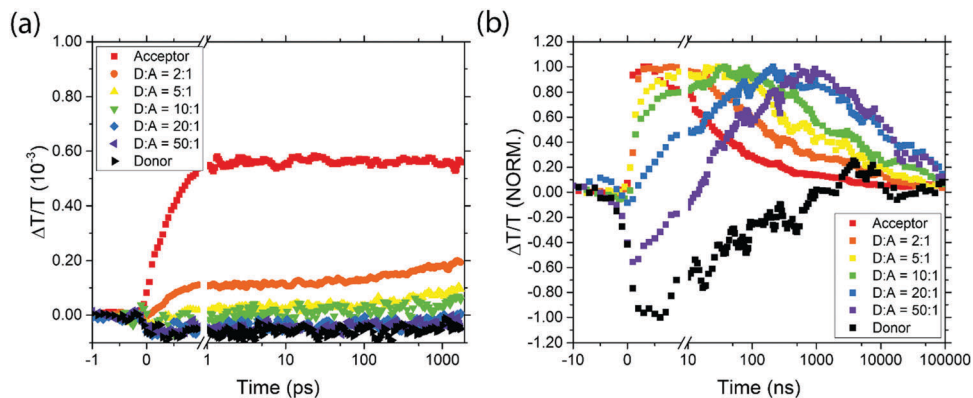 (a)
ΔT/T (10⁻³)
1.00
0.80
0.60
0.40
0.20
0.00
Acceptor
D:A = 2:1
D:A = 5:1
D:A = 10:1
D:A = 20:1
D:A = 50:1
Donor
-1 0 1 10 100 1000
Time (ps)
(b)
ΔT/T (NORM.)
1.20
1.00
0.80
0.60
0.40
0.20
0.00
-0.20
-0.40
-0.60
-0.80
-1.00
-1.20
Acceptor
D:A = 2:1
D:A = 5:1
D:A = 10:1
D:A = 20:1
D:A = 50:1
Donor
-10 0 10 100 1000 10000 100000
Time (ns)